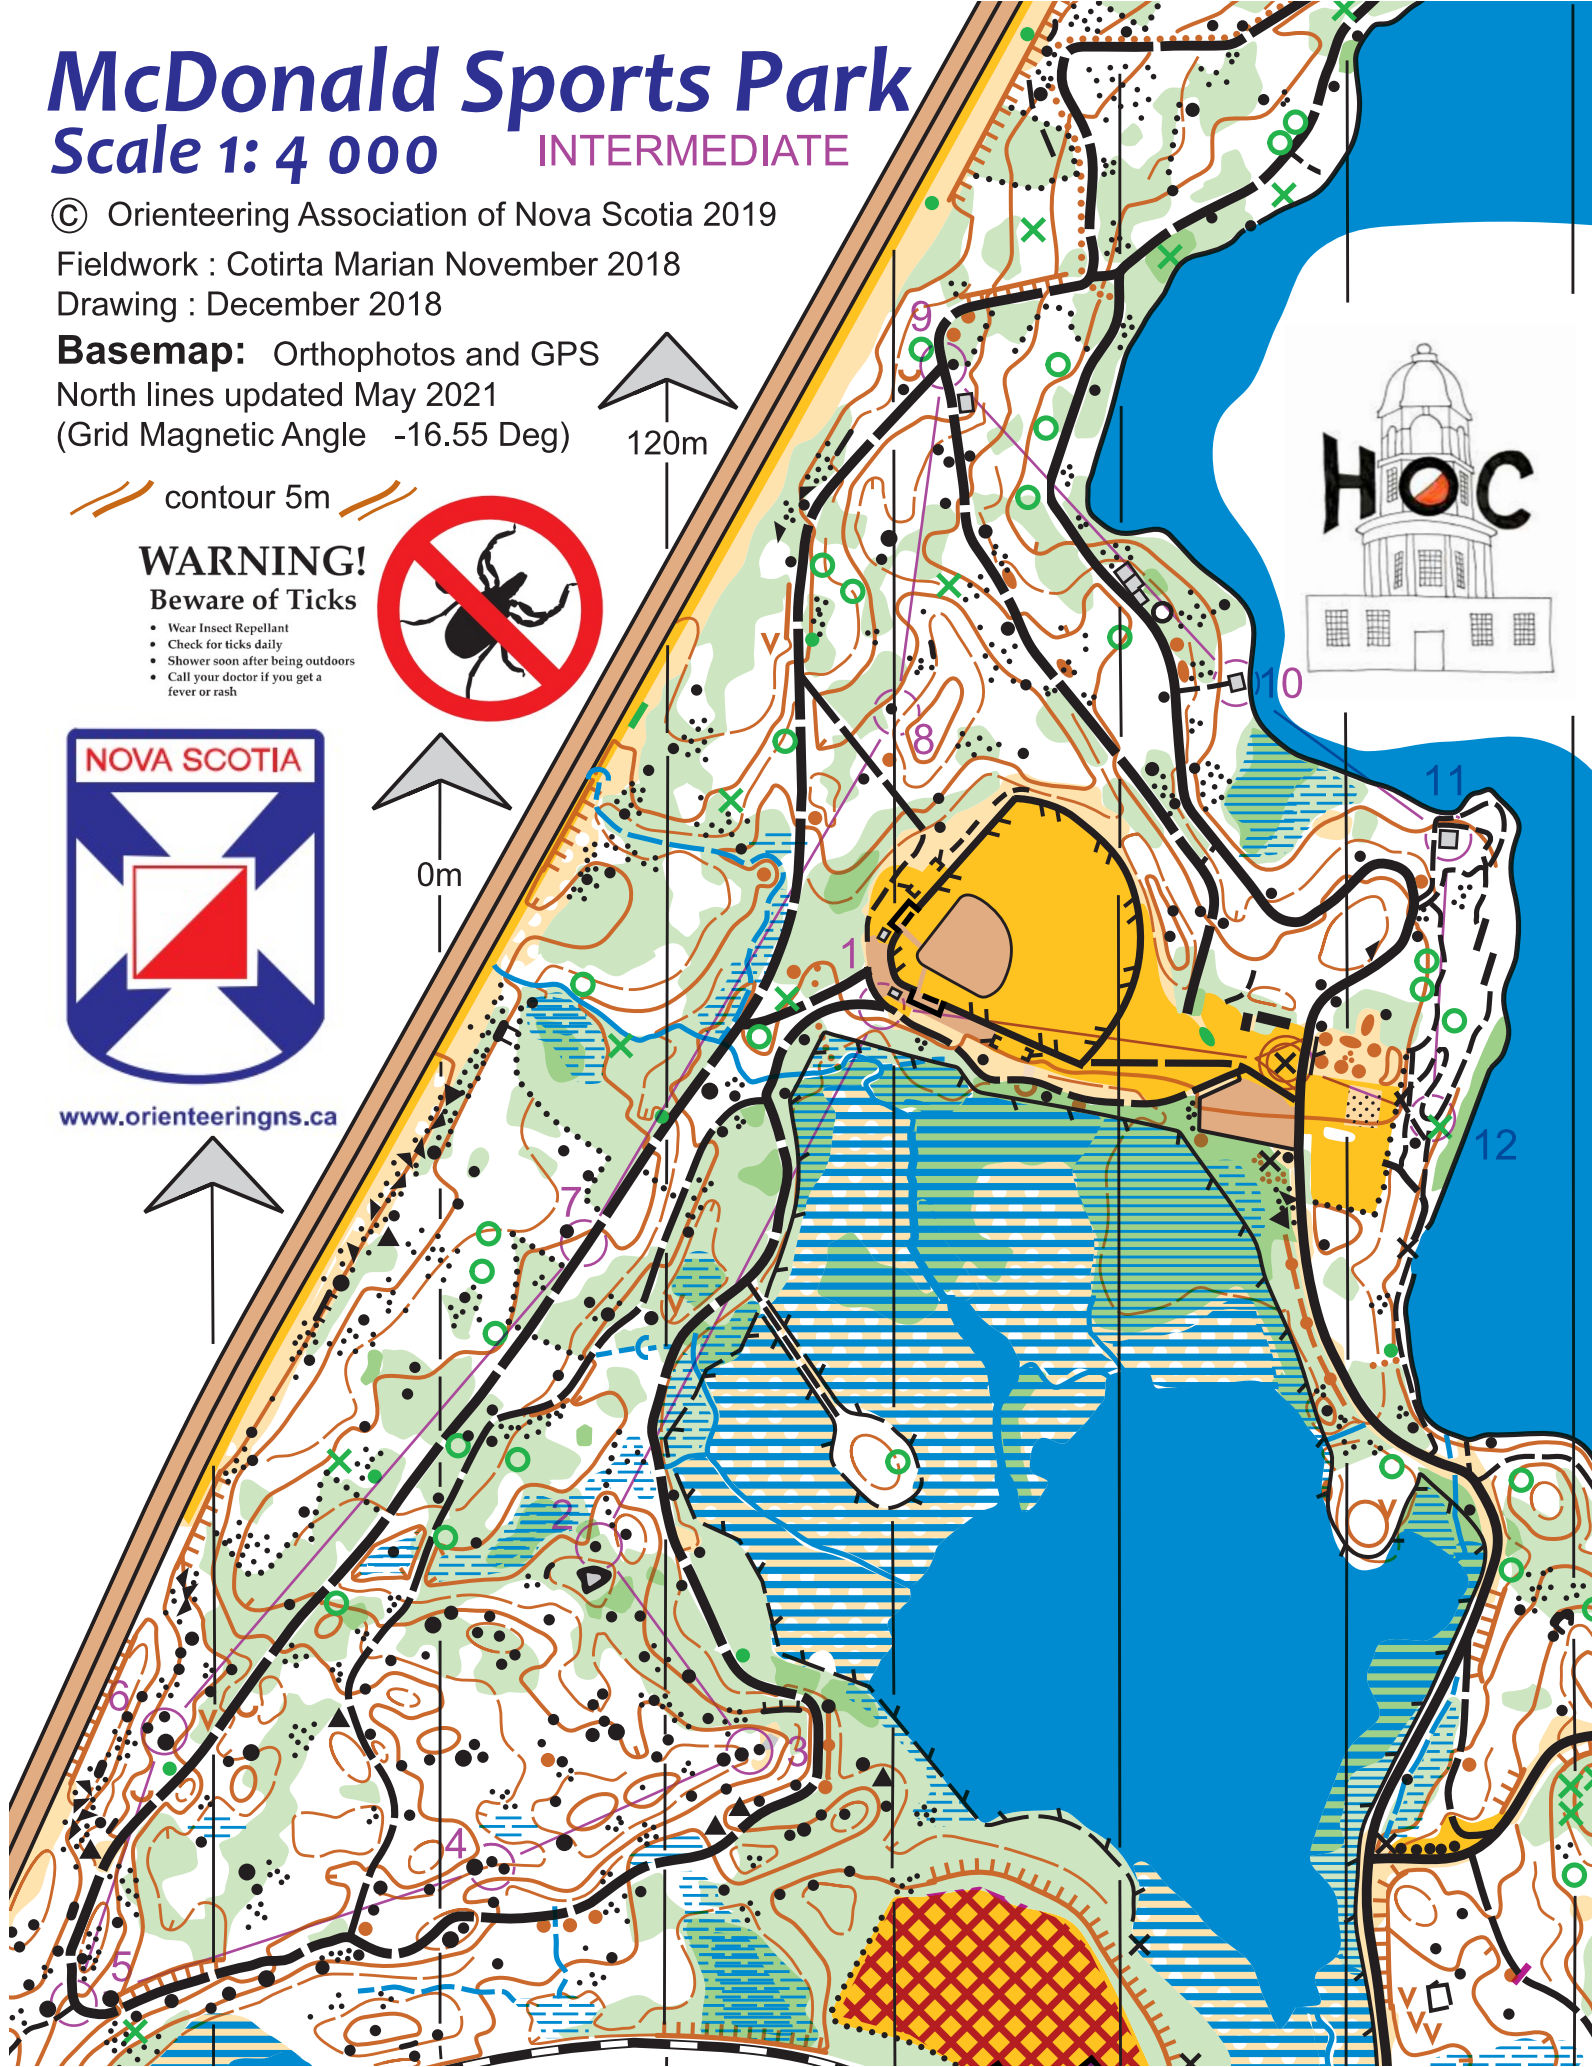 McDonald Sports Park
Scale 1: 4 000 INTERMEDIATE
© Orienteering Association of Nova Scotia 2019
Fieldwork : Cotirta Marian November 2018
Drawing : December 2018
Basemap: Orthophotos and GPS
North lines updated May 2021
(Grid Magnetic Angle -16.55 Deg)
120m
contour 5m
WARNING!
Beware of Ticks
• Wear Insect Repellant
• Check for ticks daily
• Shower soon after being outdoors
• Call your doctor if you get a
fever or rash
NOVA SCOTIA
0m
www.orienteeringns.ca
HOC
9
10
8
11
1
12
7
2
6
3
4
5